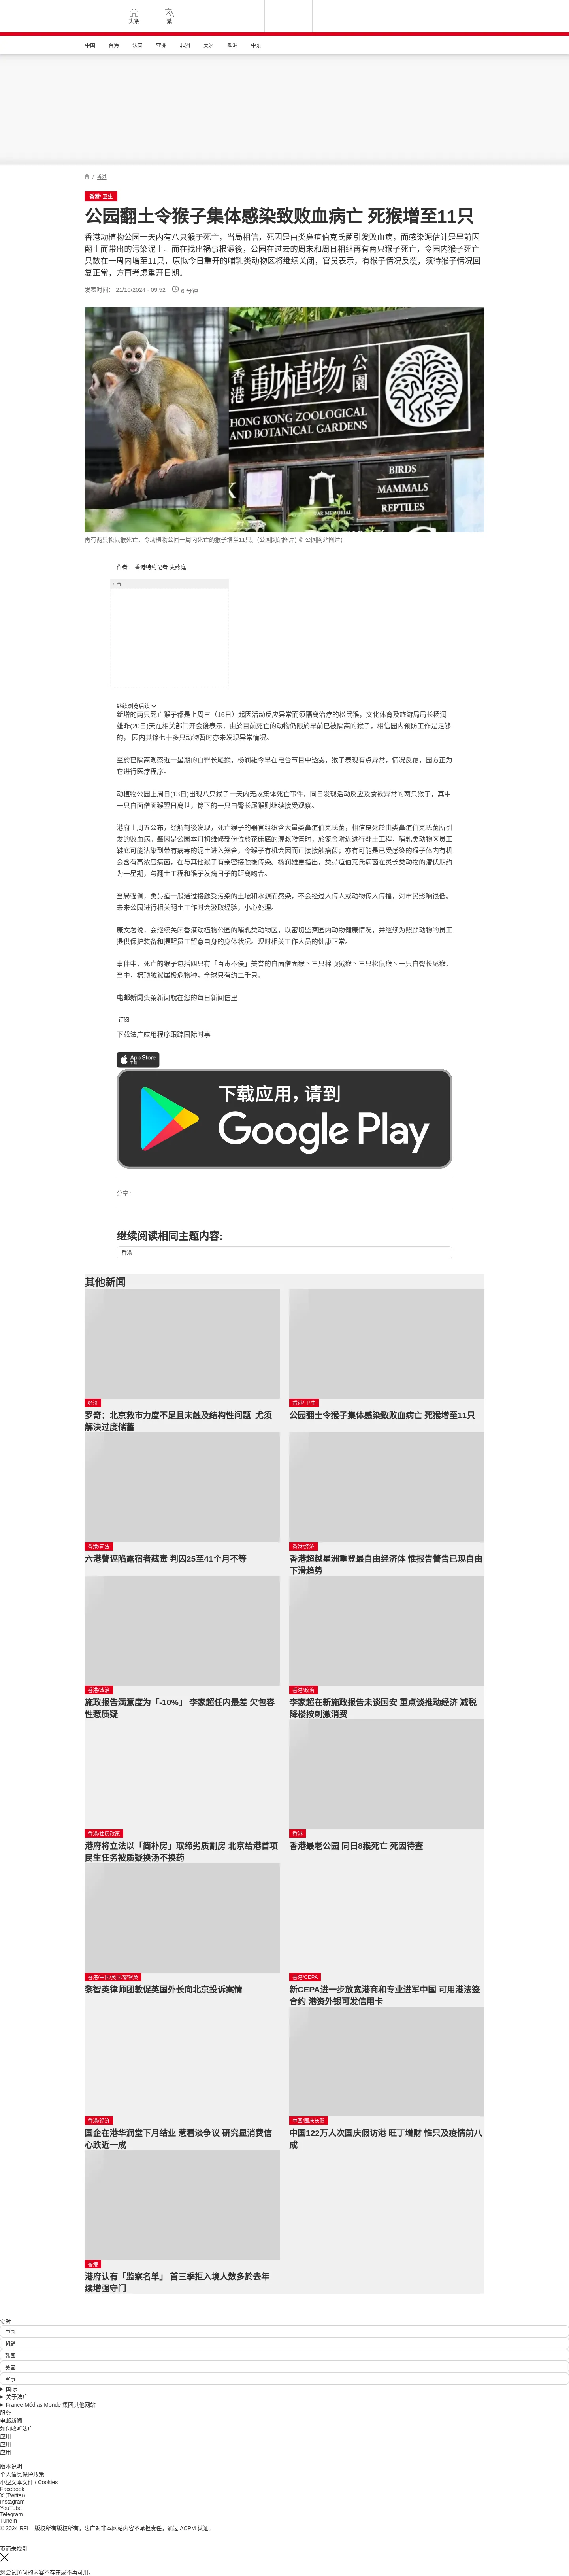 头条
繁
中国 台海 法国 亚洲 非洲 美洲 欧洲 中东
/ 香港
香港/ 卫生
公园翻土令猴子集体感染致败血病亡 死猴增至11只
香港动植物公园一天内有八只猴子死亡，当局相信，死因是由类鼻疽伯克氏菌引发败血病，而感染源估计是早前因
翻土而带出的污染泥土。而在找出祸事根源後，公园在过去的周末和周日相继再有两只猴子死亡，令园内猴子死亡
只数在一周内增至11只，原拟今日重开的哺乳类动物区将继续关闭，官员表示，有猴子情况反覆，须待猴子情况回
复正常，方再考虑重开日期。
发表时间： 21/10/2024 - 09:52 6 分钟
香港動植物公園
HONG KONG ZOOLOGICAL
AND BOTANICAL GARDENS
BIRDS
MAMMALS
REPTILES
WAR MEMORIAL
再有两只松鼠猴死亡，令动植物公园一周内死亡的猴子增至11只。(公园网站图片) © 公园网站图片)
作者： 香港特约记者 麦燕庭
广告
继续浏览后续
新增的两只死亡猴子都是上周三（16日）起因活动反应异常而须隔离治疗的松鼠猴，文化体育及旅游局局长杨润
雄昨(20日)天在相关部门开会後表示，由於目前死亡的动物仍限於早前已被隔离的猴子，相信园内预防工作是足够
的， 园内其馀七十多只动物暂时亦未发现异常情况。
至於已隔离观察近一星期的白臀长尾猴，杨润雄今早在电台节目中透露，猴子表现有点异常，情况反覆，园方正为
它进行医疗程序。
动植物公园上周日(13日)出现八只猴子一天内无故集体死亡事件，同日发现活动反应及食欲异常的两只猴子，其中
一只白面僧面猴翌日离世，馀下的一只白臀长尾猴则继续接受观察。
港府上周五公布，经解剖後发现，死亡猴子的器官组织含大量类鼻疽伯克氏菌，相信是死於由类鼻疽伯克氏菌所引
发的败血病。肇因是公园本月初维修部份位於花床底的灌溉喉管时，於笼舍附近进行翻土工程，哺乳类动物区员工
鞋底可能沾染到带有病毒的泥土进入笼舍，令猴子有机会因而直接接触病菌；亦有可能是已受感染的猴子体内有机
会含有高浓度病菌，在与其他猴子有亲密接触後传染。杨润雄更指出，类鼻疽伯克氏病菌在灵长类动物的潜伏期约
为一星期，与翻土工程和猴子发病日子的距离吻合。
当局强调，类鼻疽一般通过接触受污染的土壤和水源而感染，不会经过人传人或动物传人传播，对市民影响很低。
未来公园进行相关翻土工作时会汲取经验，小心处理。
康文署说，会继续关闭香港动植物公园的哺乳类动物区，以密切监察园内动物健康情况，并继续为照顾动物的员工
提供保护装备和提醒员工留意自身的身体状况。现时相关工作人员的健康正常。
事件中，死亡的猴子包括四只有「百毒不侵」美誉的白面僧面猴丶三只棉顶狨猴丶三只松鼠猴丶一只白臀长尾猴，
当中，棉顶狨猴属极危物种，全球只有约二千只。
电邮新闻头条新闻就在您的每日新闻信里
订阅
下载法广应用程序跟踪国际时事
App Store
下载
下载应用，请到
Google Play
分享 :
继续阅读相同主题内容:
香港
其他新闻
经济
罗奇：北京救市力度不足且未触及结构性问题 尤须
解决过度储蓄
香港/ 卫生
公园翻土令猴子集体感染致败血病亡 死猴增至11只
香港/司法
六港警诬陷露宿者藏毒 判囚25至41个月不等
香港/经济
香港超越星洲重登最自由经济体 惟报告警告已现自由
下滑趋势
香港/政治
施政报告满意度为「-10%」 李家超任内最差 欠包容
性惹质疑
香港/政治
李家超在新施政报告未谈国安 重点谈推动经济 减税
降楼按刺激消费
香港/住房政策
港府将立法以「简朴房」取缔劣质劏房 北京给港首项
民生任务被质疑换汤不换药
香港
香港最老公园 同日8猴死亡 死因待查
香港/中国/英国/黎智英
黎智英律师团敦促英国外长向北京投诉案情
香港/CEPA
新CEPA进一步放宽港商和专业进军中国 可用港法签
合约 港资外银可发信用卡
香港/经济
国企在港华润堂下月结业 惹看淡争议 研究显消费信
心跌近一成
中国/国庆长假
中国122万人次国庆假访港 旺丁增财 惟只及疫情前八
成
香港
港府认有「监察名单」 首三季拒入境人数多於去年
续增强守门
实时
中国
朝鲜
韩国
美国
军事
国际
关于法广
France Médias Monde 集团其他网站
服务
电邮新闻
如何收听法广
应用
应用
应用
版本说明
个人信息保护政策
小型文本文件 / Cookies
Facebook
X (Twitter)
Instagram
YouTube
Telegram
TuneIn
© 2024 RFI – 版权所有版权所有。法广对非本网站内容不承担责任。通过 ACPM 认证。
页面未找到
您尝试访问的内容不存在或不再可用。